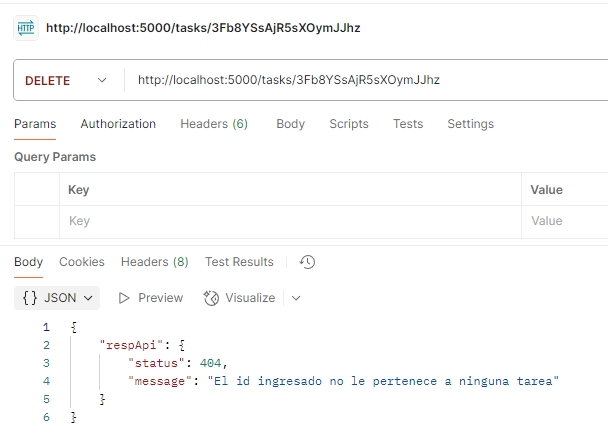 HTTP http://localhost:5000/tasks/3Fb8YSsAjR5sXOymJJhz
DELETE http://localhost:5000/tasks/3Fb8YSsAjR5sXOymJJhz
Params Authorization Headers (6) Body Scripts Tests Settings
Query Params
Key Value
Key Value
Body Cookies Headers (8) Test Results
{} JSON Preview Visualize
1 {
2 "respApi": {
3 "status": 404,
4 "message": "El id ingresado no le pertenece a ninguna tarea"
5 }
6 }